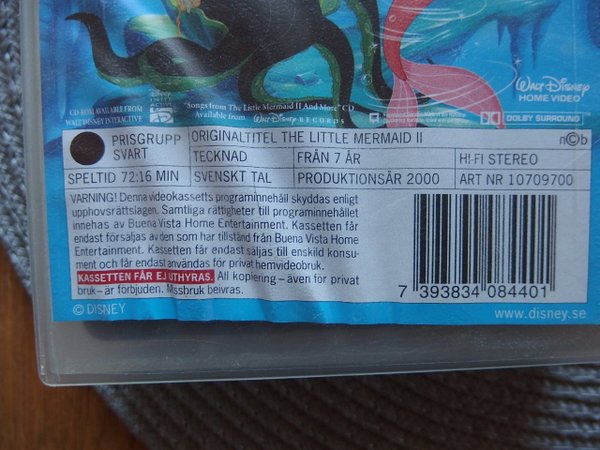 CD-ROM AVAILABLE FROM
WALT DISNEY INTERACTIVE
"Songs from The Little Mermaid II And More" CD
Available from WALT DISNEY RECORDS
WALT DISNEY
HOME VIDEO
DOLBY SURROUND
PRISGRUPP
SVART
ORIGINALTITEL THE LITTLE MERMAID II
n©b
TECKNAD
FRÅN 7 ÅR
HI-FI STEREO
SPELTID 72:16 MIN
SVENSKT TAL
PRODUKTIONSÅR 2000
ART NR 10709700
VARNING! Denna videokassetts programinnehåll skyddas enligt
upphovsrättslagen. Samtliga rättigheter till programinnehållet
innehas av Buena Vista Home Entertainment. Kassetten får
endast försäljas av den som har tillstånd från Buena Vista Home
Entertainment. Kassetten får endast säljas till enskild konsu-
ment och får endast användas för privat hemvideobruk.
KASSETTEN FÅR EJ UTHYRAS. All kopiering – även för privat
bruk – är förbjuden. Missbruk beivras.
7 393834 084401
© DISNEY
www.disney.se